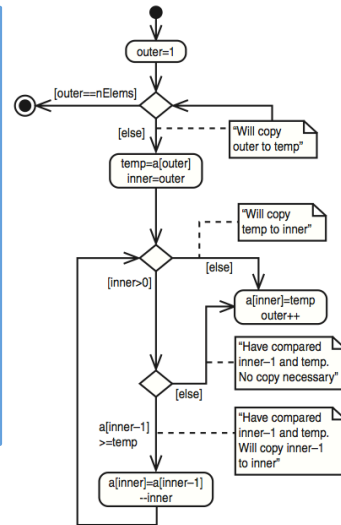 outer=1
[outer==nElems]
[else]
“Will copy
outer to temp”
temp=a[outer]
inner=outer
“Will copy
temp to inner”
[else]
[inner>0]
a[inner]=temp
outer++
“Have compared
inner–1 and temp.
No copy necessary”
[else]
a[inner–1]
>=temp
“Have compared
inner–1 and temp.
Will copy inner–1
to inner”
a[inner]=a[inner–1]
--inner